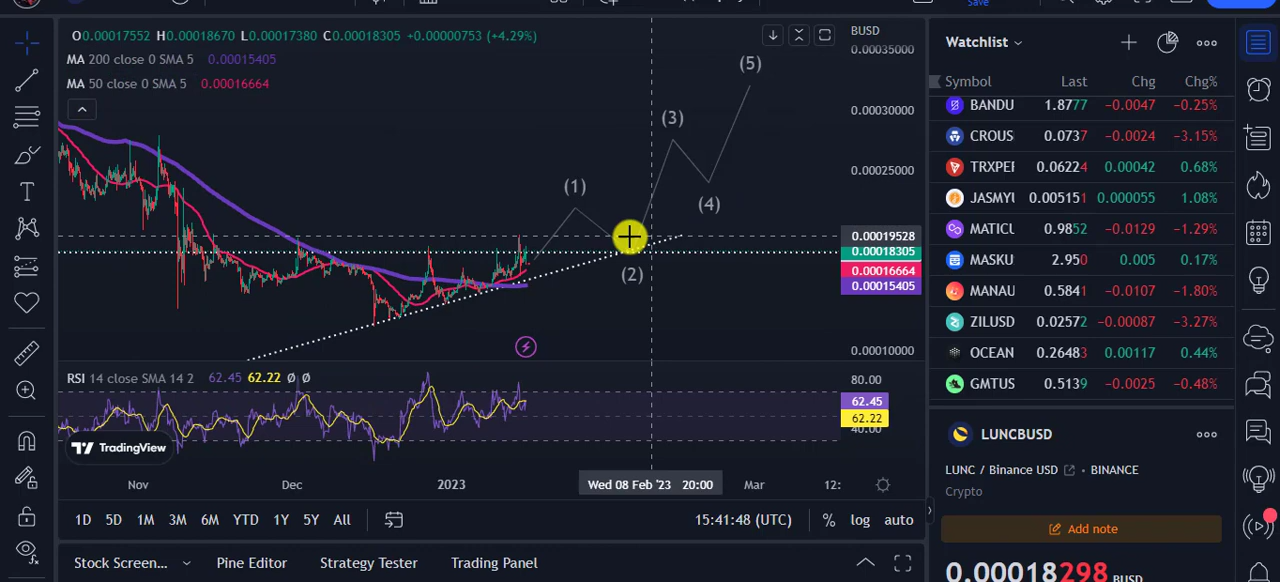 Save
O0.00017552 H0.00018670 L0.00017380 C0.00018305 +0.00000753 (+4.29%)
MA 200 close 0 SMA 5 0.00015405
MA 50 close 0 SMA 5 0.00016664
BUSD
0.00035000
0.00030000
0.00025000
0.00019528
0.00018305
0.00016664
0.00015405
0.00010000
(1)
(2)
(3)
(4)
(5)
RSI 14 close SMA 14 2 62.45 62.22 Ø Ø
80.00
62.45
62.22
40.00
TradingView
Nov Dec 2023 Wed 08 Feb '23 20:00 Mar 12:
1D 5D 1M 3M 6M YTD 1Y 5Y All 15:41:48 (UTC) % log auto
Stock Screen... Pine Editor Strategy Tester Trading Panel
Watchlist
Symbol Last Chg Chg%
BANDU 1.8777 −0.0047 −0.25%
CROUS 0.0737 −0.0024 −3.15%
TRXPEI 0.06224 0.00042 0.68%
JASMYI 0.005151 0.000055 1.08%
MATICU 0.9852 −0.0127 −1.29%
MASKU 2.950 0.005 0.17%
MANAU 0.5841 −0.0107 −1.80%
ZILUSD 0.02572 −0.00087 −3.27%
OCEAN 0.26483 0.00117 0.44%
GMTUS 0.5139 −0.0025 −0.48%
LUNCBUSD
LUNC / Binance USD • BINANCE
Crypto
Add note
0.00018298 BUSD